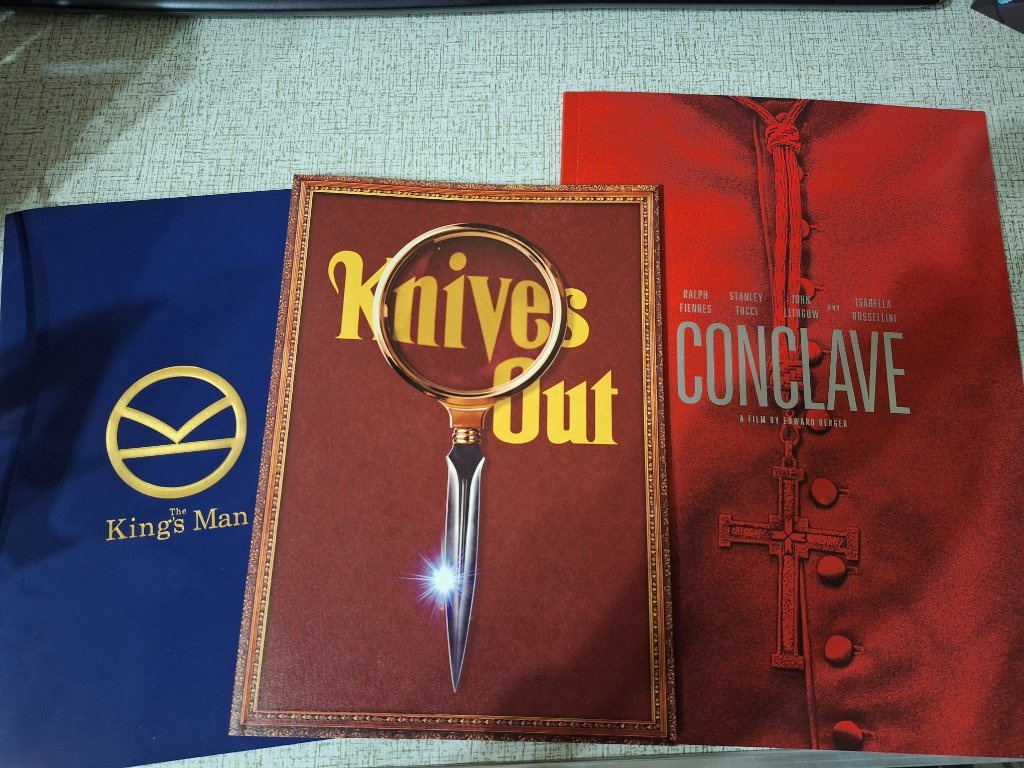 The
King's Man
Knives
Out
RALPH FIENNES STANLEY TUCCI JOHN LITHGOW AND ISABELLA ROSSELLINI
CONCLAVE
A FILM BY EDWARD BERGER